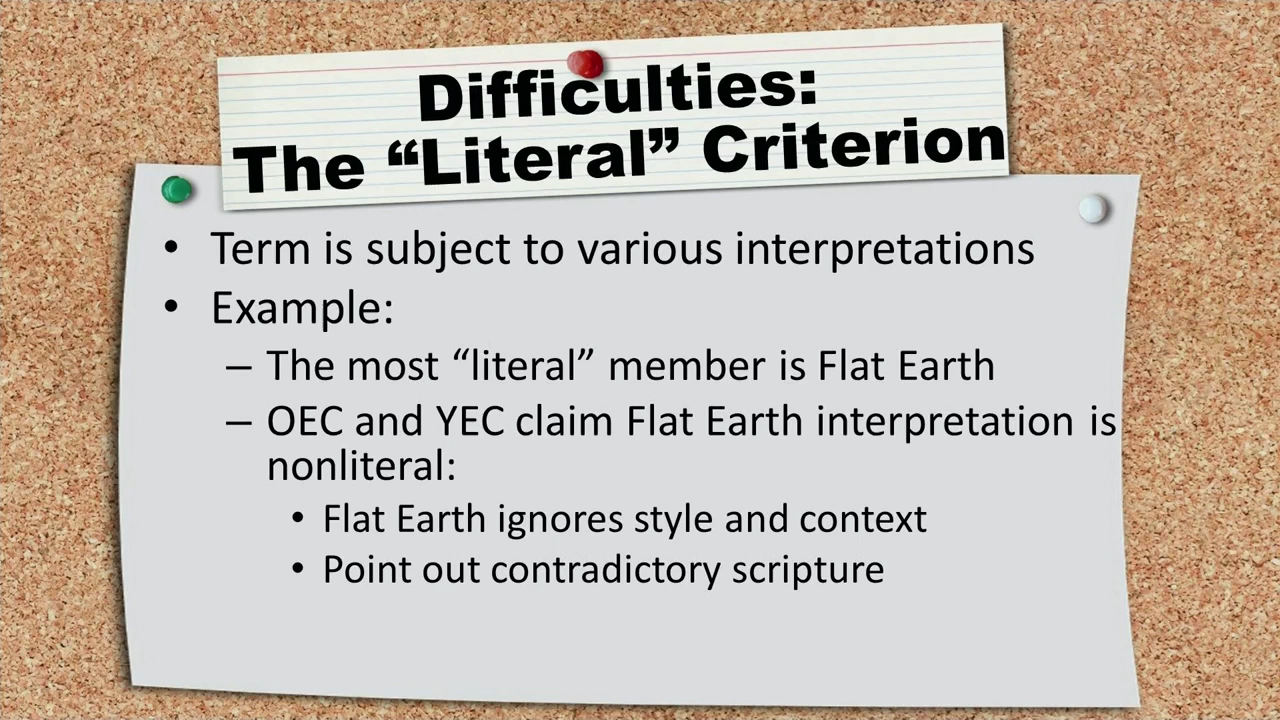 Difficulties:
The “Literal” Criterion
• Term is subject to various interpretations
• Example:
– The most “literal” member is Flat Earth
– OEC and YEC claim Flat Earth interpretation is
nonliteral:
• Flat Earth ignores style and context
• Point out contradictory scripture